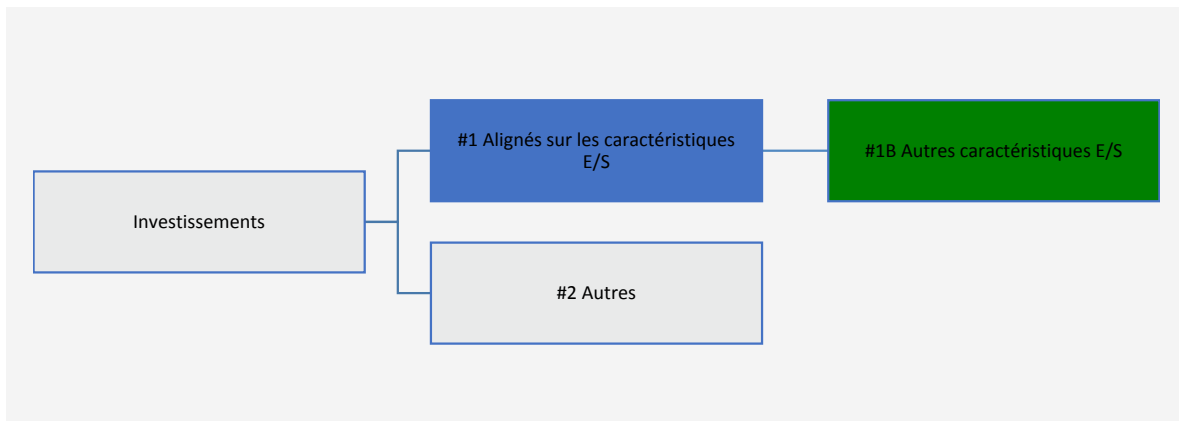 #1 Alignés sur les caractéristiques
E/S
#1B Autres caractéristiques E/S
Investissements
#2 Autres